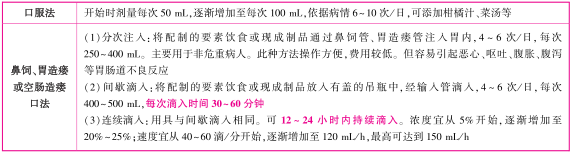 口服法
开始时剂量每次 50 mL,逐渐增加至每次 100 mL,依据病情 6~10 次/日,可添加柑橘汁、菜汤等
鼻饲、胃造瘘
或空肠造瘘
口法
(1)分次注入:将配制的要素饮食或现成制品通过鼻饲管、胃造瘘管注入胃内,4~6 次/日,每次
250~400 mL。主要用于非危重病人。此种方法操作方便,费用较低。但容易引起恶心、呕吐、腹胀、腹泻
等胃肠道不良反应
(2)间歇滴入:将配制的要素饮食或现成制品放入有盖的吊瓶中,经输入管滴入,4~6 次/日,每次
400~500 mL,每次滴入时间 30~60 分钟
(3)连续滴入:用具与间歇滴入相同。可 12~24 小时内持续滴入。浓度宜从 5%开始,逐渐增加至
20%~25%;速度宜从 40~60 滴/分开始,逐渐增加至 120 mL/h,最高可达到 150 mL/h